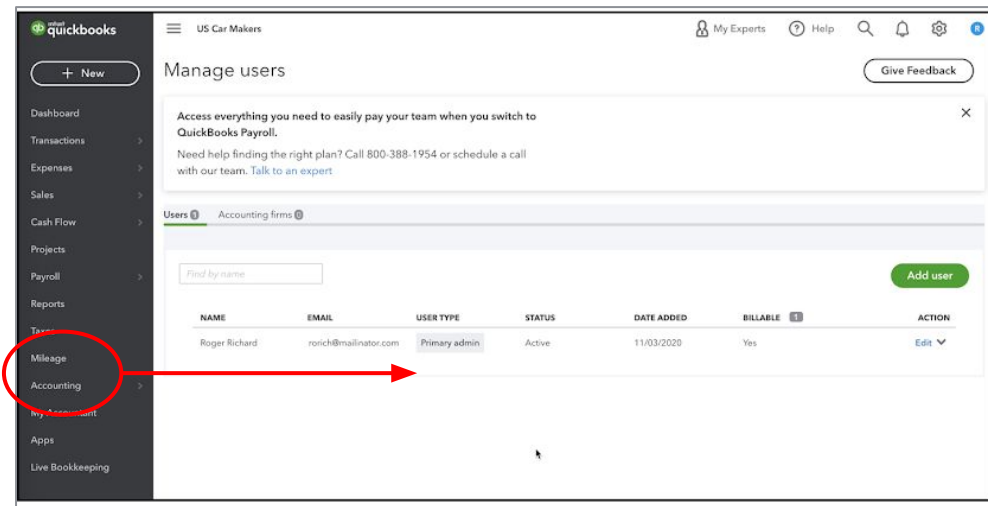 intuit quickbooks
US Car Makers
My Experts
Help
R
+ New
Manage users
Give Feedback
Dashboard
Transactions
Expenses
Sales
Cash Flow
Projects
Payroll
Reports
Taxes
Mileage
Accounting
My Accountant
Apps
Live Bookkeeping
Access everything you need to easily pay your team when you switch to
QuickBooks Payroll.
Need help finding the right plan? Call 800-388-1954 or schedule a call
with our team. Talk to an expert
Users 1
Accounting firms 0
Find by name
Add user
NAME EMAIL USER TYPE STATUS DATE ADDED BILLABLE 1 ACTION
Roger Richard rorich@mailinator.com Primary admin Active 11/03/2020 Yes Edit